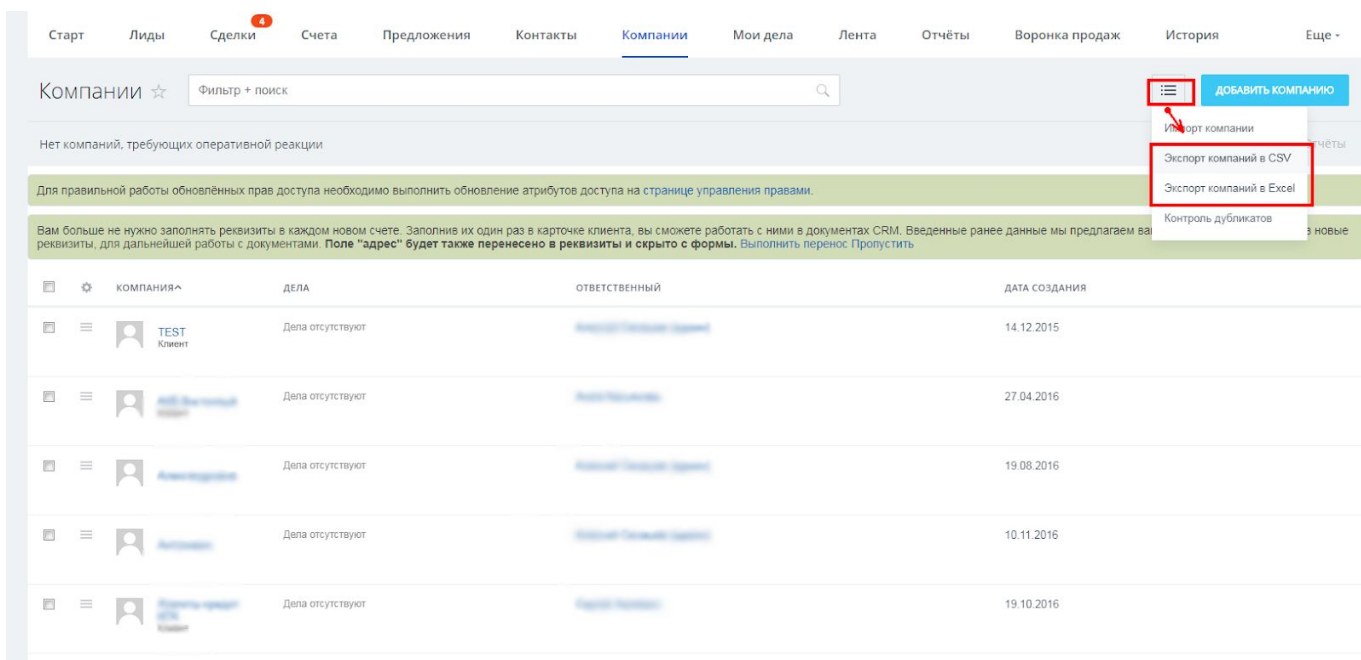 4
Старт Лиды Сделки Счета Предложения Контакты Компании Мои дела Лента Отчёты Воронка продаж История Еще
Компании Фильтр + поиск ДОБАВИТЬ КОМПАНИЮ
Импорт компании
Нет компаний, требующих оперативной реакции
Экспорт компаний в CSV
Для правильной работы обновлённых прав доступа необходимо выполнить обновление атрибутов доступа на странице управления правами.
Экспорт компаний в Excel
Контроль дубликатов
Вам больше не нужно заполнять реквизиты в каждом новом счете. Заполнив их один раз в карточке клиента, вы сможете работать с ними в документах CRM. Введенные ранее данные мы предлагаем в новые
реквизиты, для дальнейшей работы с документами. Поле "адрес" будет также перенесено в реквизиты и скрыто с формы. Выполнить перенос Пропустить
КОМПАНИЯ ДЕЛА ОТВЕТСТВЕННЫЙ ДАТА СОЗДАНИЯ
TEST Дела отсутствуют 14.12.2015
Клиент
Дела отсутствуют 27.04.2016
Дела отсутствуют 19.08.2016
Дела отсутствуют 10.11.2016
Дела отсутствуют 19.10.2016